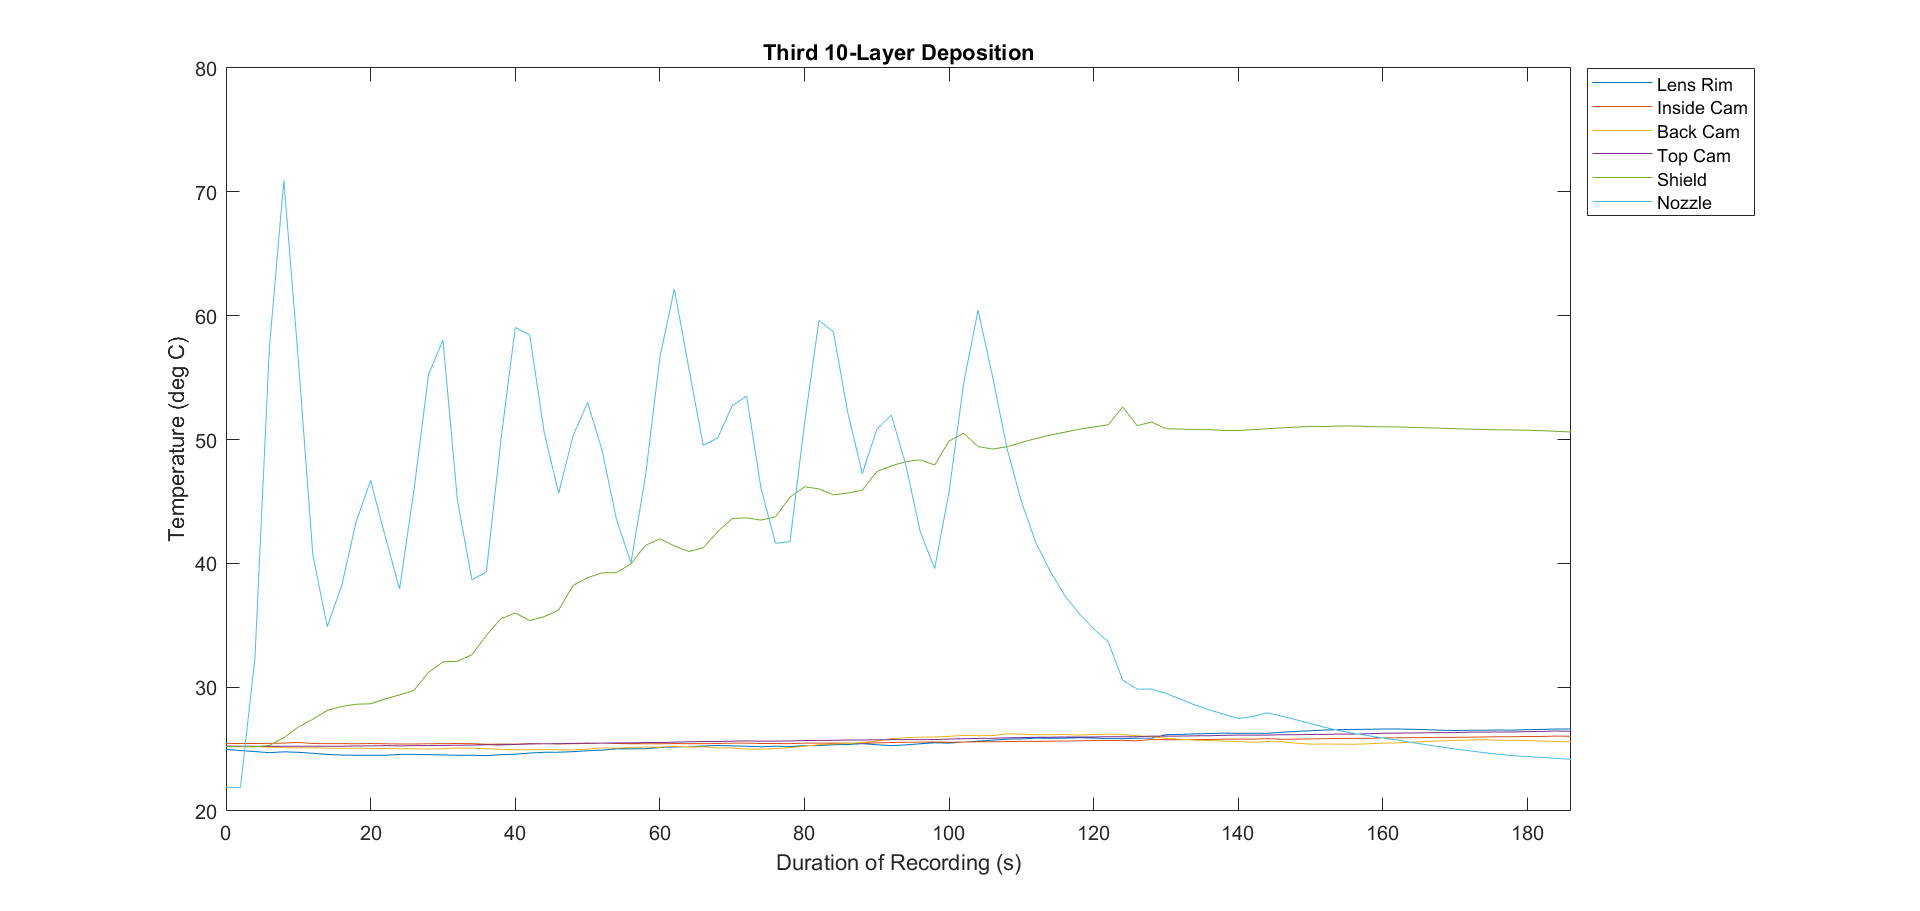 Third 10-Layer Deposition
80
70
60
50
40
30
20
Temperature (deg C)
0 20 40 60 80 100 120 140 160 180
Duration of Recording (s)
Lens Rim
Inside Cam
Back Cam
Top Cam
Shield
Nozzle